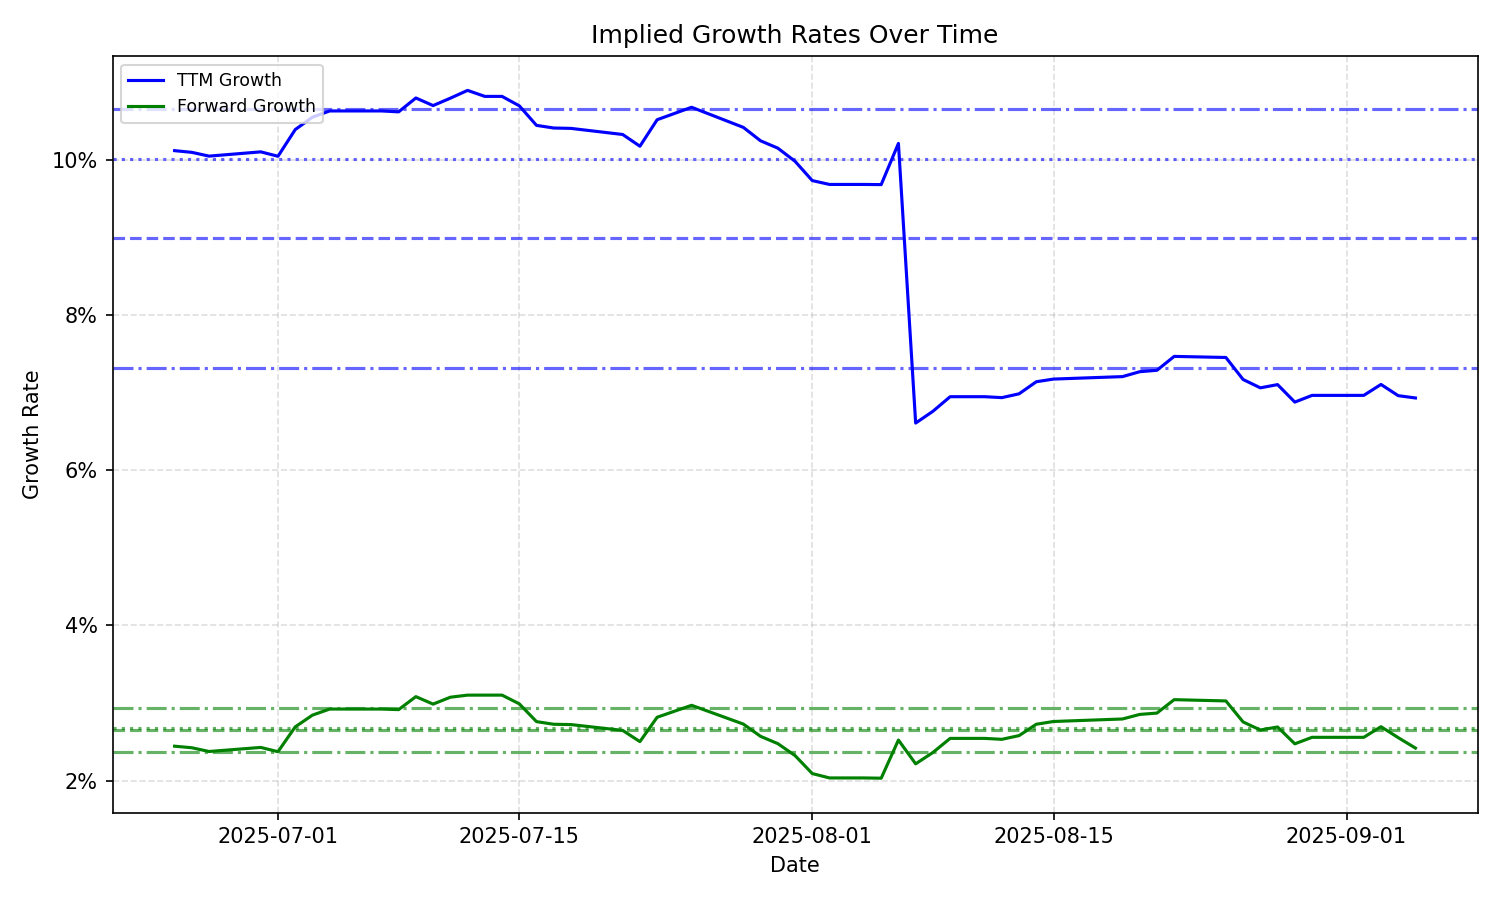 Implied Growth Rates Over Time
TTM Growth
Forward Growth
10%
8%
6%
4%
2%
Growth Rate
2025-07-01
2025-07-15
2025-08-01
2025-08-15
2025-09-01
Date